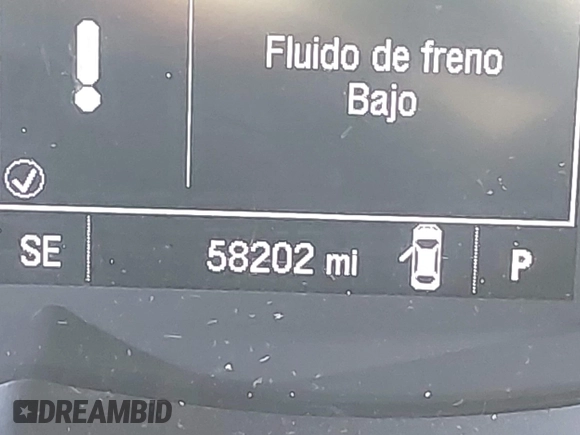 Fluido de freno
Bajo
SE
58202 mi
P
DREAMBID